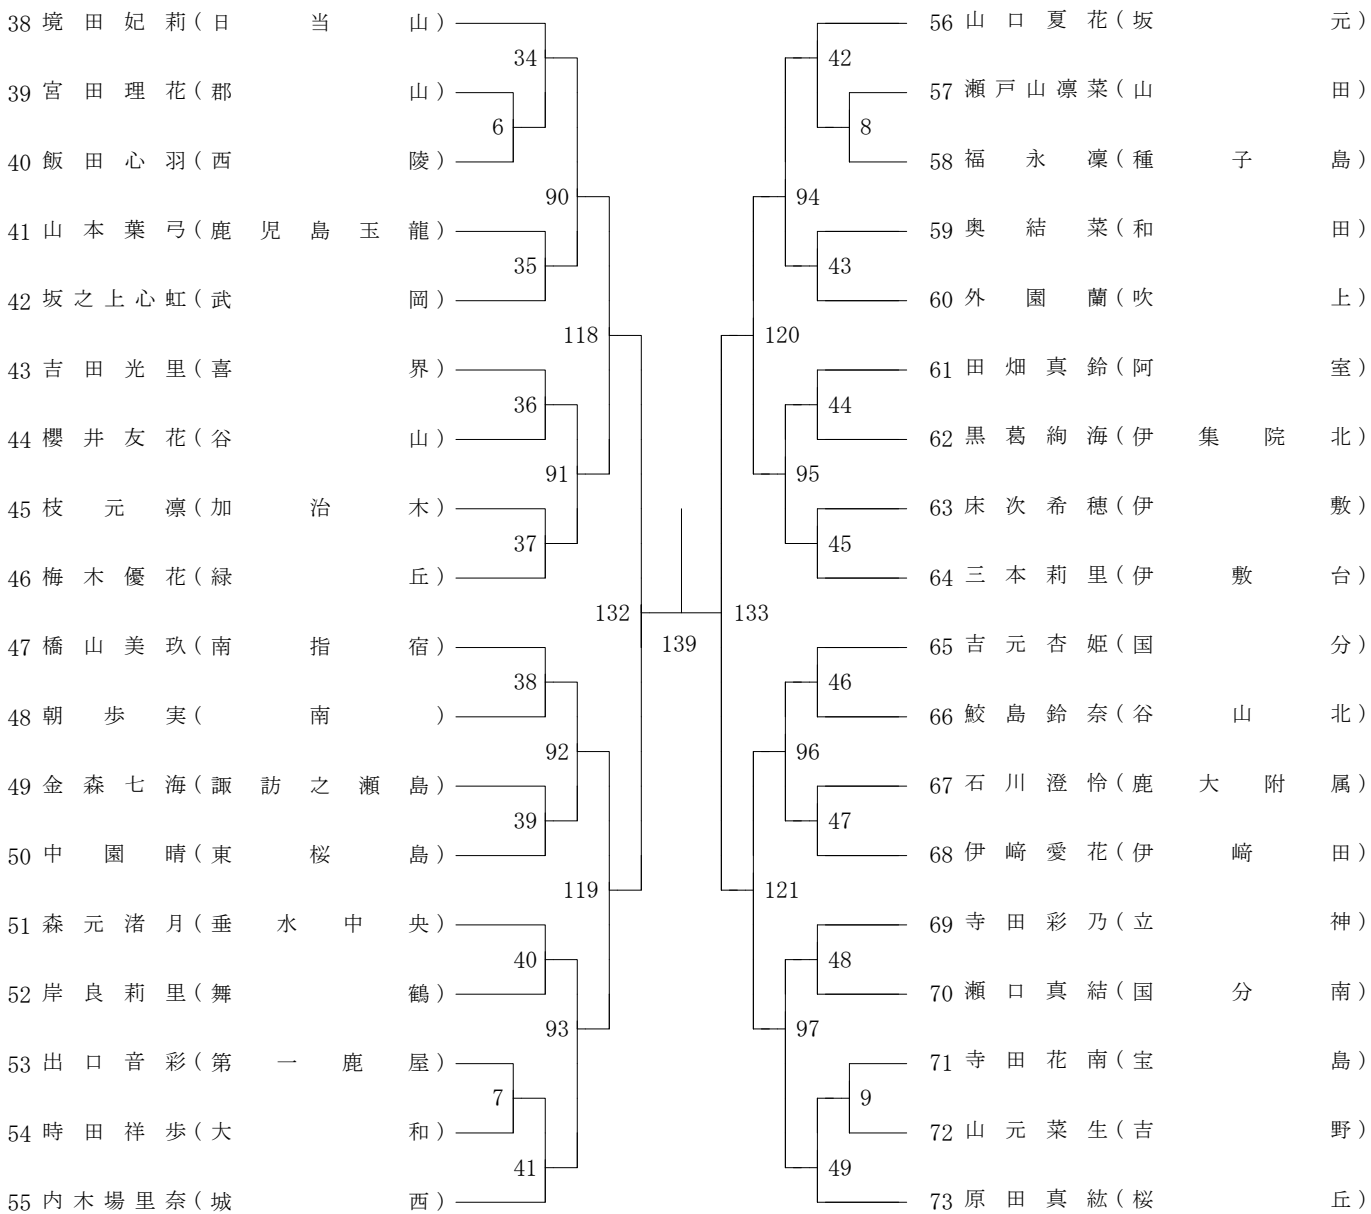 38 境田妃莉(日当山)
34
39 宮田理花(郡山)
6
40 飯田心羽(西陵)
90
41 山本葉弓(鹿児島玉龍)
35
42 坂之上心虹(武岡)
118
43 吉田光里(喜界)
36
44 櫻井友花(谷山)
91
45 枝元凛(加治木)
37
46 梅木優花(緑丘)
132
47 橋山美玖(南指宿)
38
48 朝歩実(南)
92
49 金森七海(諏訪之瀬島)
39
50 中園晴(東桜島)
119
51 森元渚月(垂水中央)
40
52 岸良莉里(舞鶴)
93
53 出口音彩(第一鹿屋)
7
54 時田祥歩(大和)
41
55 内木場里奈(城西)
139
56 山口夏花(坂元)
42
57 瀬戸山凛菜(山田)
8
58 福永凜(種子島)
94
59 奥結菜(和田)
43
60 外園蘭(吹上)
120
61 田畑真鈴(阿室)
44
62 黒葛絢海(伊集院北)
95
63 床次希穂(伊敷)
45
64 三本莉里(伊敷台)
133
65 吉元杏姫(国分)
46
66 鮫島鈴奈(谷山北)
96
67 石川澄怜(鹿大附属)
47
68 伊﨑愛花(伊﨑田)
121
69 寺田彩乃(立神)
48
70 瀬口真結(国分南)
97
71 寺田花南(宝島)
9
72 山元菜生(吉野)
49
73 原田真紘(桜丘)